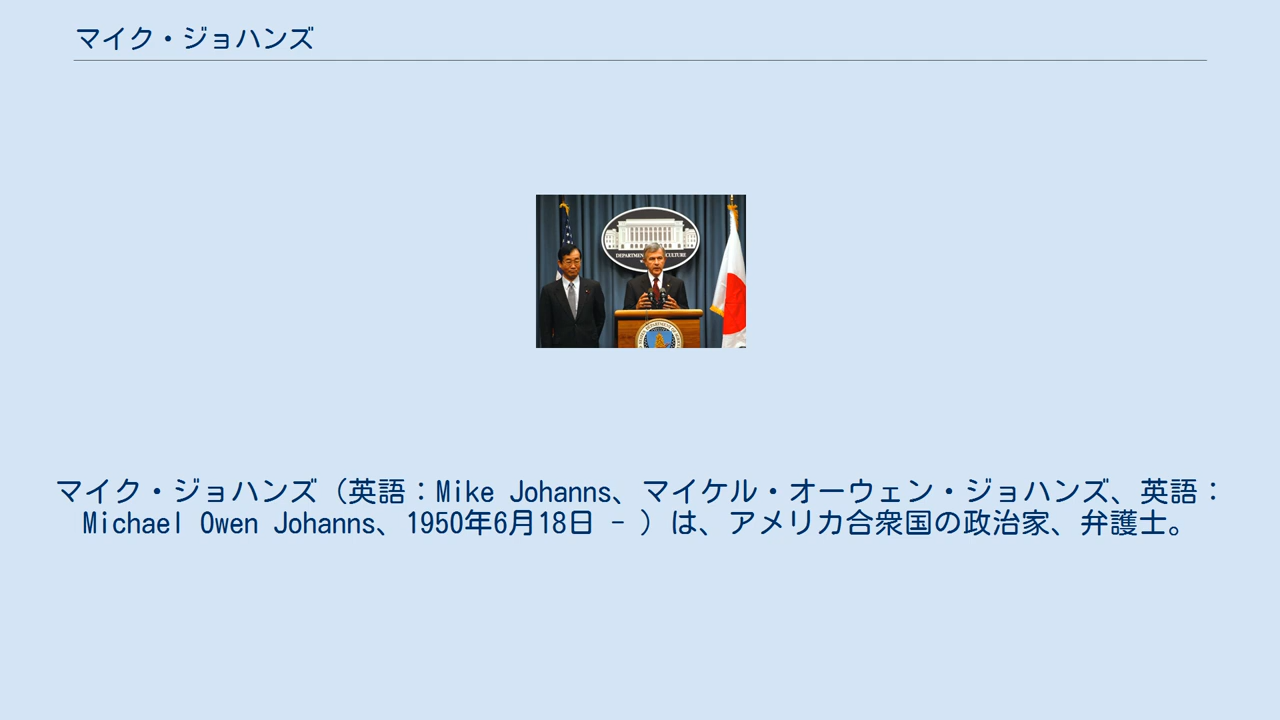 マイク・ジョハンズ
DEPARTMENT OF AGRICULTURE
マイク・ジョハンズ（英語：Mike Johanns、マイケル・オーウェン・ジョハンズ、英語：
Michael Owen Johanns、1950年6月18日 - ）は、アメリカ合衆国の政治家、弁護士。